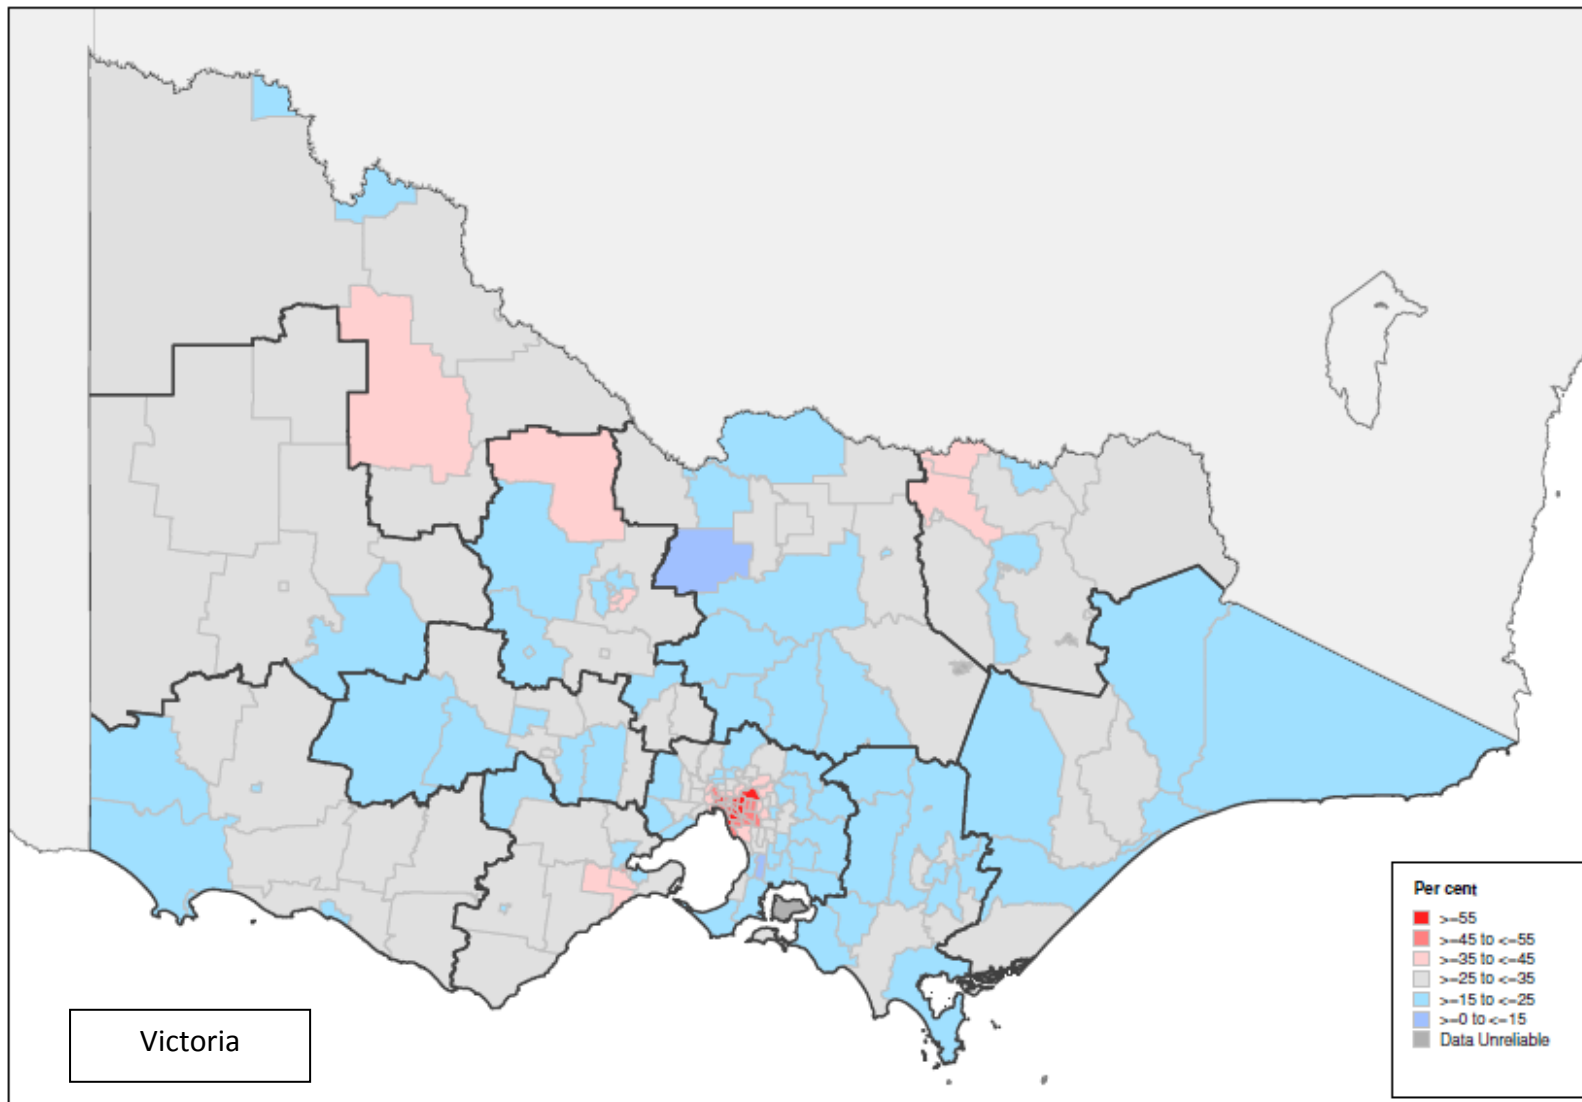 Per cent
>=55
>=45 to <=55
>=35 to <=45
>=25 to <=35
>=15 to <=25
>=0 to <=15
Data Unreliable
Victoria